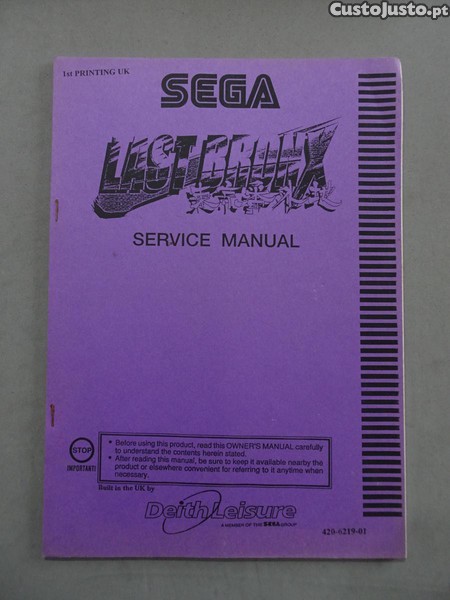 CustoJusto.pt
1st PRINTING UK
SEGA
LAST BRONX
SERVICE MANUAL
STOP
IMPORTANT!
• Before using this product, read this OWNER'S MANUAL carefully
to understand the contents herein stated.
• After reading this manual, be sure to keep it available nearby the
product or elsewhere convenient for referring to it anytime when
necessary.
Built in the UK by
Deith Leisure
A MEMBER OF THE SEGA GROUP
420-6219-01